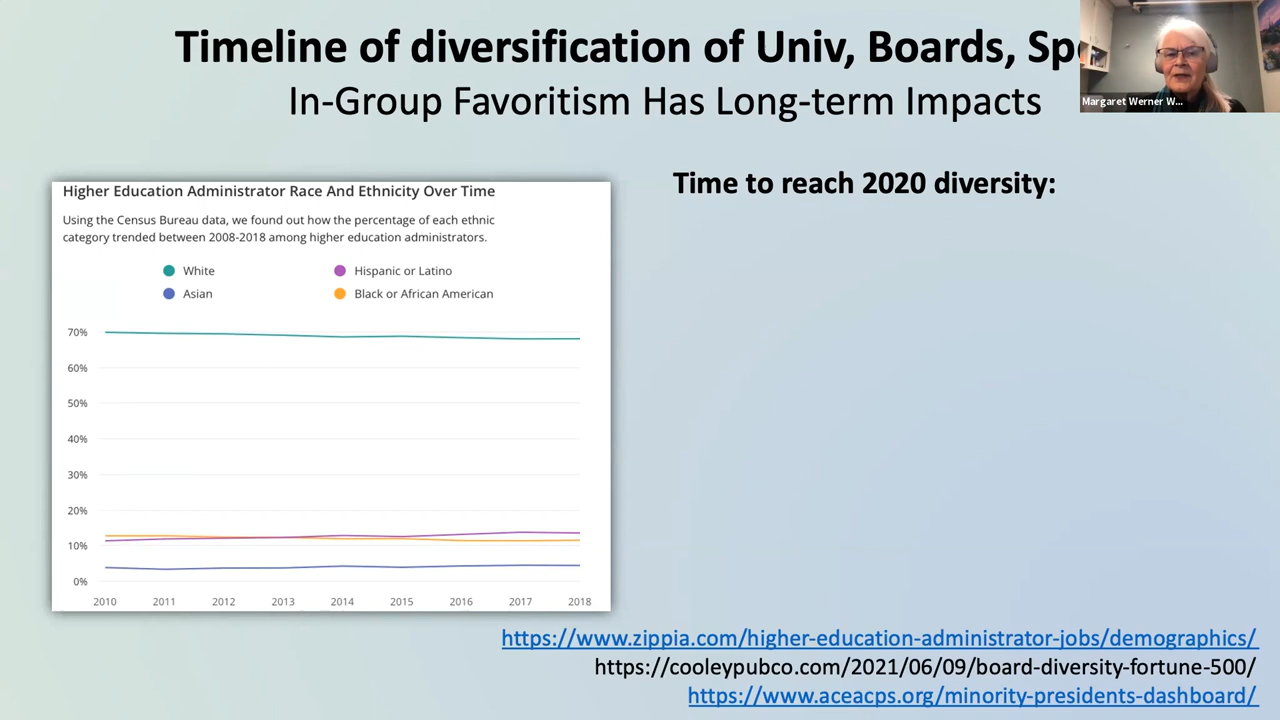 Timeline of diversification of Univ, Boards, Sp
In-Group Favoritism Has Long-term Impacts
Margaret Werner W...
Time to reach 2020 diversity:
Higher Education Administrator Race And Ethnicity Over Time
Using the Census Bureau data, we found out how the percentage of each ethnic
category trended between 2008-2018 among higher education administrators.
White
Hispanic or Latino
Asian
Black or African American
70%
60%
50%
40%
30%
20%
10%
0%
2010 2011 2012 2013 2014 2015 2016 2017 2018
https://www.zippia.com/higher-education-administrator-jobs/demographics/
https://cooleypubco.com/2021/06/09/board-diversity-fortune-500/
https://www.aceacps.org/minority-presidents-dashboard/